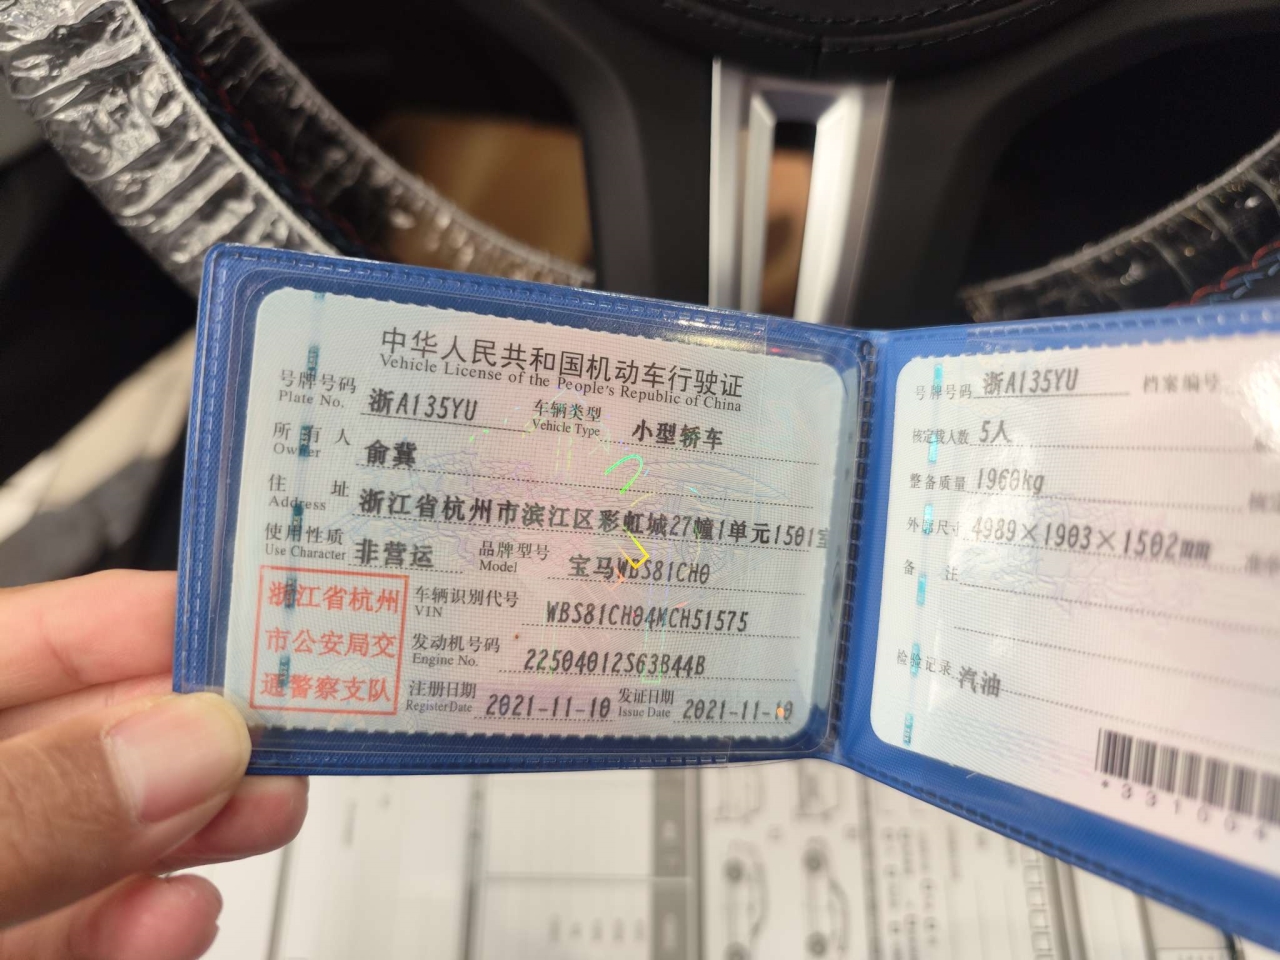 中华人民共和国机动车行驶证
Vehicle License of the People's Republic of China
号牌号码 浙A135YU 车辆类型 小型轿车
Plate No. Vehicle Type
所有人 俞冀
Owner
住址 浙江省杭州市滨江区彩虹城27幢1单元1501室
Address
使用性质 非营运 品牌型号 宝马WBS81CH0
Use Character Model
浙江省杭州
市公安局交
通警察支队
车辆识别代号 WBS81CH04MCH51575
VIN
发动机号码 22504012S63B44B
Engine No.
注册日期 2021-11-10 发证日期 2021-11-10
Register Date Issue Date
号牌号码 浙A135YU 档案编号
核定载人数 5人
整备质量 1960kg
外廓尺寸 4989×1903×1502mm
备注
检验记录 汽油
*331000